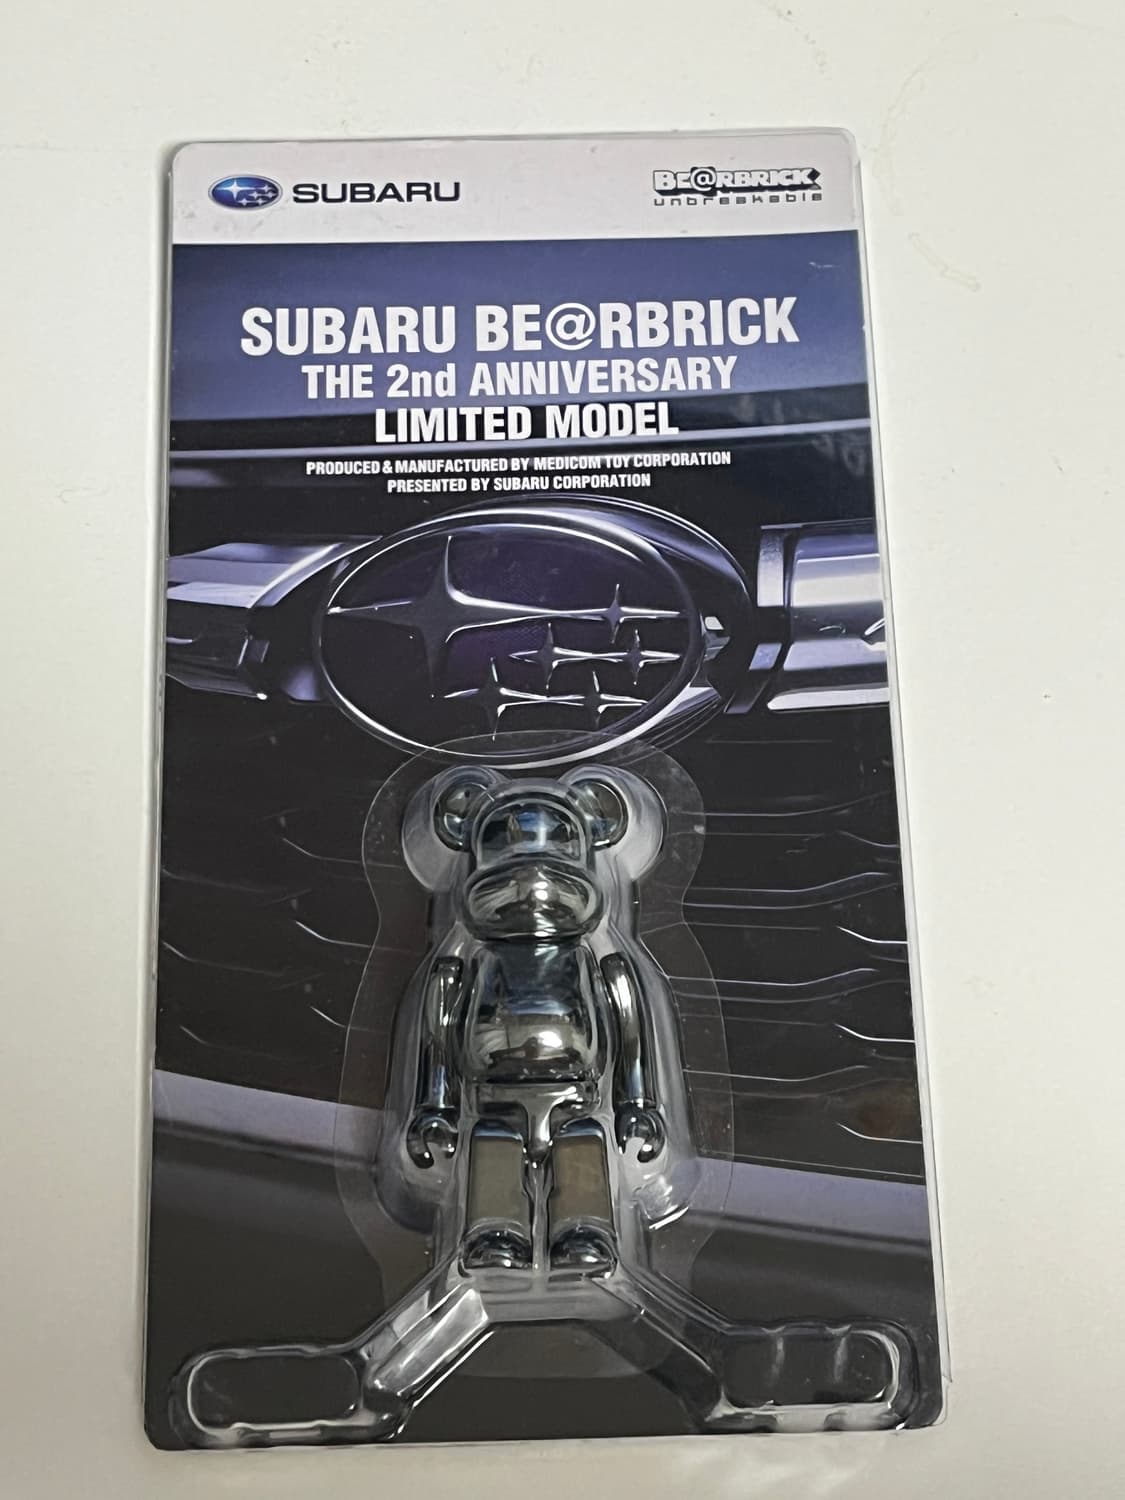 SUBARU
BE@RBRICK
unbreakable
SUBARU BE@RBRICK
THE 2nd ANNIVERSARY
LIMITED MODEL
PRODUCED & MANUFACTURED BY MEDICOM TOY CORPORATION
PRESENTED BY SUBARU CORPORATION